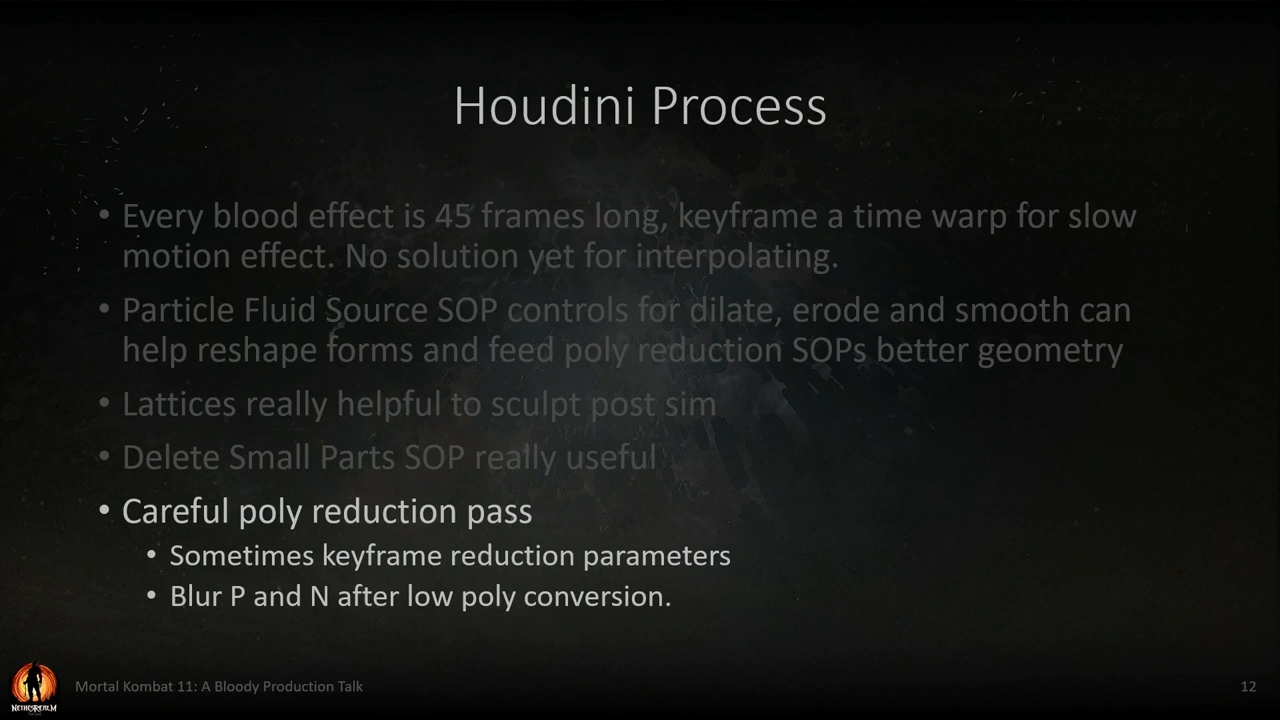 Houdini Process
• Every blood effect is 45 frames long, keyframe a time warp for slow
motion effect. No solution yet for interpolating.
• Particle Fluid Source SOP controls for dilate, erode and smooth can
help reshape forms and feed poly reduction SOPs better geometry
• Lattices really helpful to sculpt post sim
• Delete Small Parts SOP really useful
• Careful poly reduction pass
• Sometimes keyframe reduction parameters
• Blur P and N after low poly conversion.
NETHERREALM
Mortal Kombat 11: A Bloody Production Talk
12